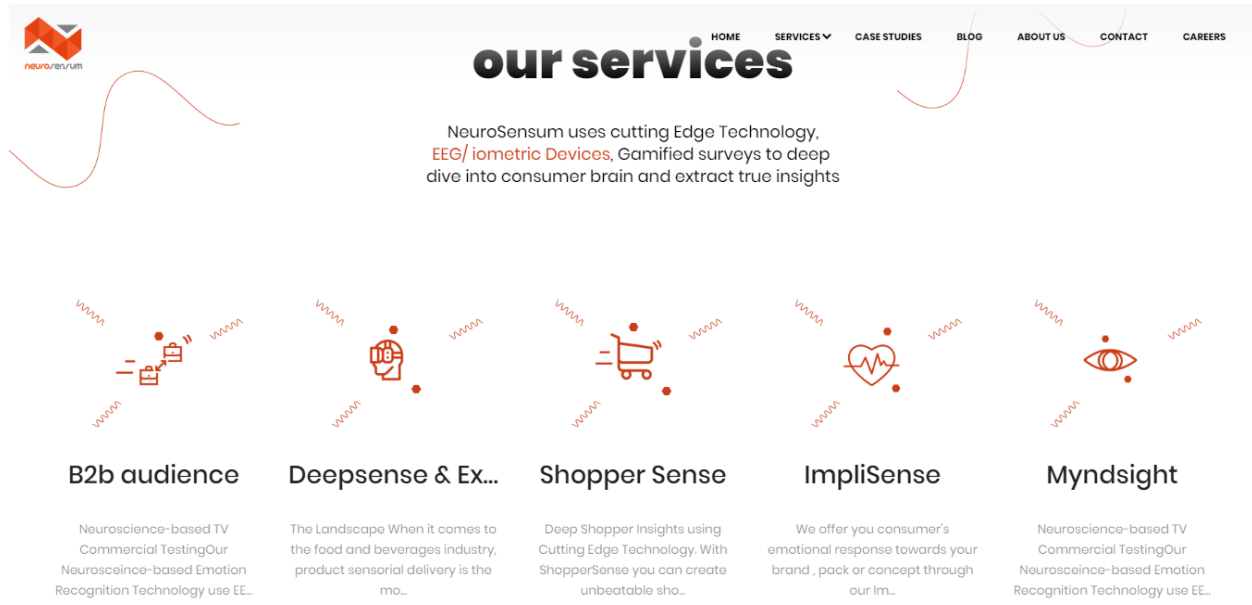 neurosensum
HOME SERVICES CASE STUDIES BLOG ABOUT US CONTACT CAREERS
our services
NeuroSensum uses cutting Edge Technology,
EEG/ iometric Devices, Gamified surveys to deep
dive into consumer brain and extract true insights
B2b audience
Neuroscience-based TV
Commercial TestingOur
Neurosceince-based Emotion
Recognition Technology use EE...
Deepsense & Ex...
The Landscape When it comes to
the food and beverages industry,
product sensorial delivery is the
mo...
Shopper Sense
Deep Shopper Insights using
Cutting Edge Technology. With
ShopperSense you can create
unbeatable sho...
ImpliSense
We offer you consumer's
emotional response towards your
brand , pack or concept through
our Im...
Myndsight
Neuroscience-based TV
Commercial TestingOur
Neurosceince-based Emotion
Recognition Technology use EE...